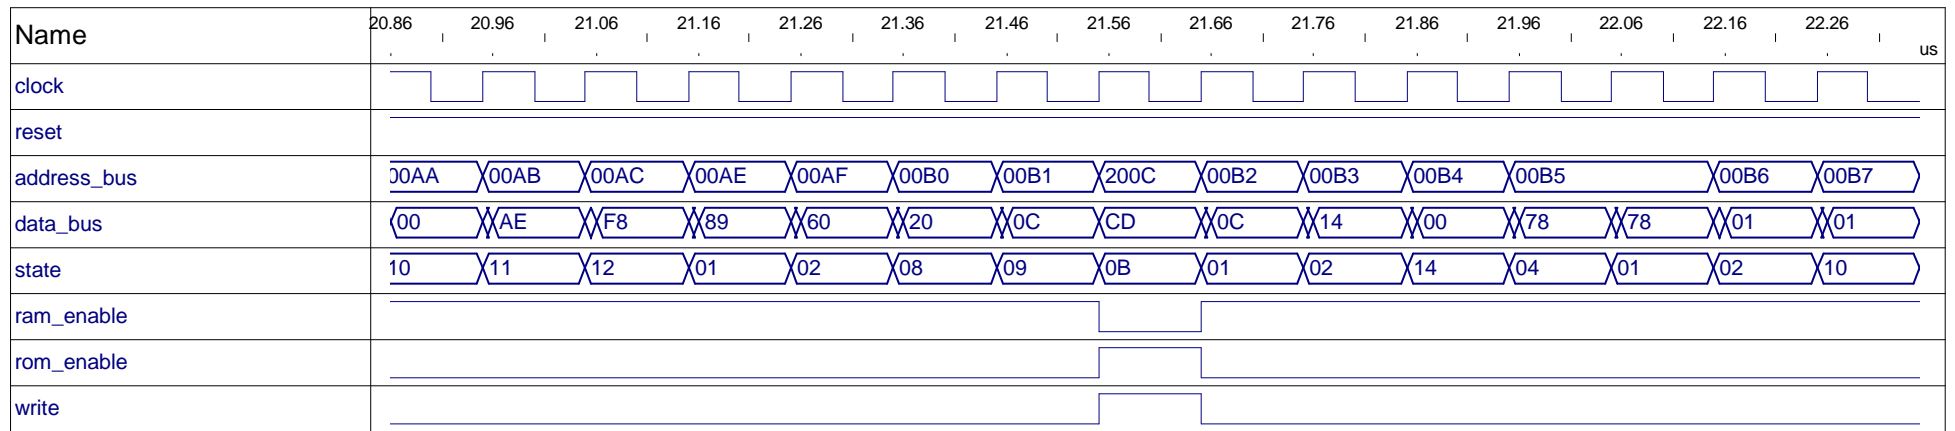 Name 20.86 20.96 21.06 21.16 21.26 21.36 21.46 21.56 21.66 21.76 21.86 21.96 22.06 22.16 22.26
us
clock
reset
address_bus 00AA 00AB 00AC 00AE 00AF 00B0 00B1 200C 00B2 00B3 00B4 00B5 00B6 00B7
data_bus 00 AE F8 89 60 20 0C CD 0C 14 00 78 78 01 01
state 10 11 12 01 02 08 09 0B 01 02 14 04 01 02 10
ram_enable
rom_enable
write